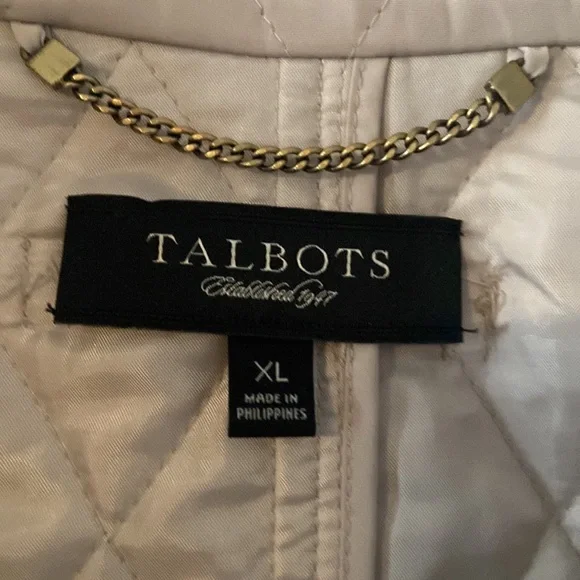 TALBOTS
Established 1947
XL
MADE IN
PHILIPPINES